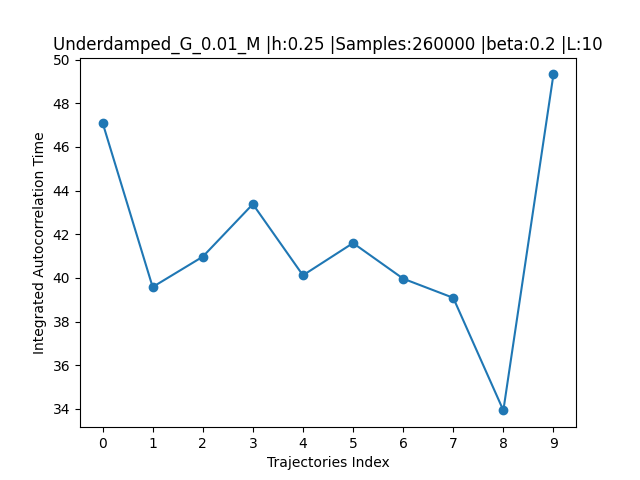 Underdamped_G_0.01_M |h:0.25 |Samples:260000 |beta:0.2 |L:10
50
48
46
44
42
40
38
36
34
Integrated Autocorrelation Time
0 1 2 3 4 5 6 7 8 9
Trajectories Index